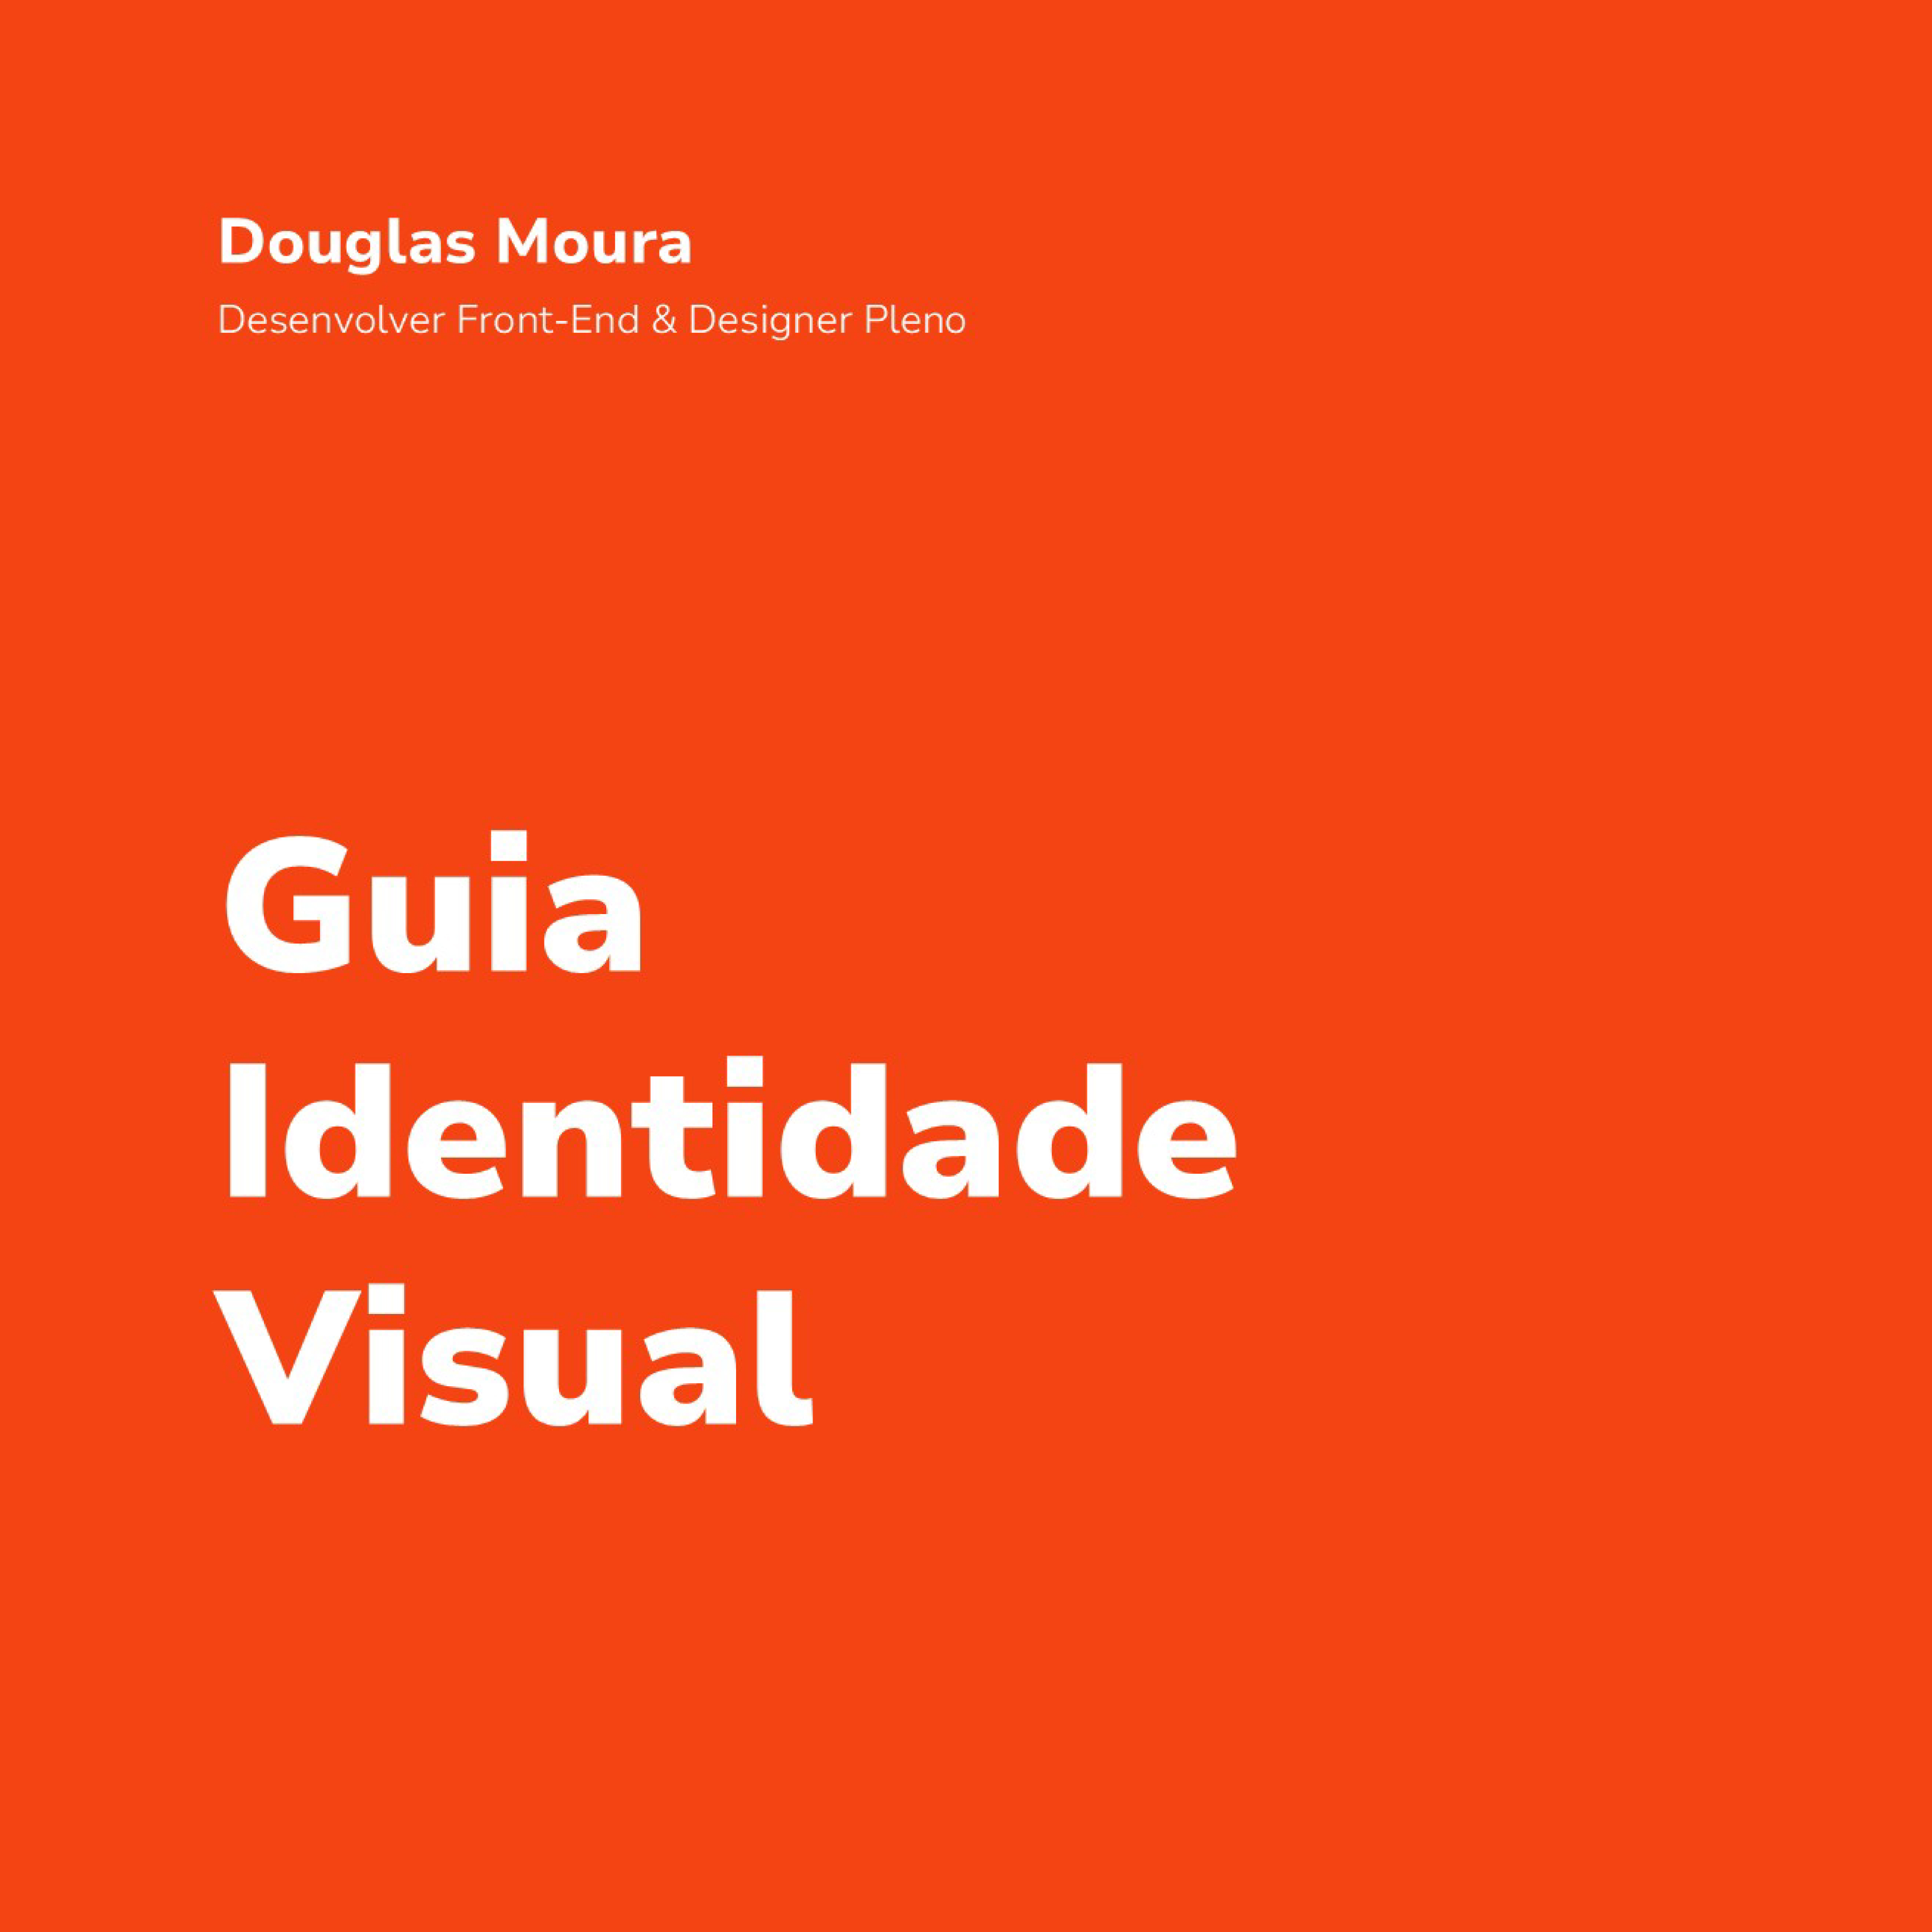 Douglas Moura
Desenvolver Front-End & Designer Pleno
Guia
Identidade
Visual